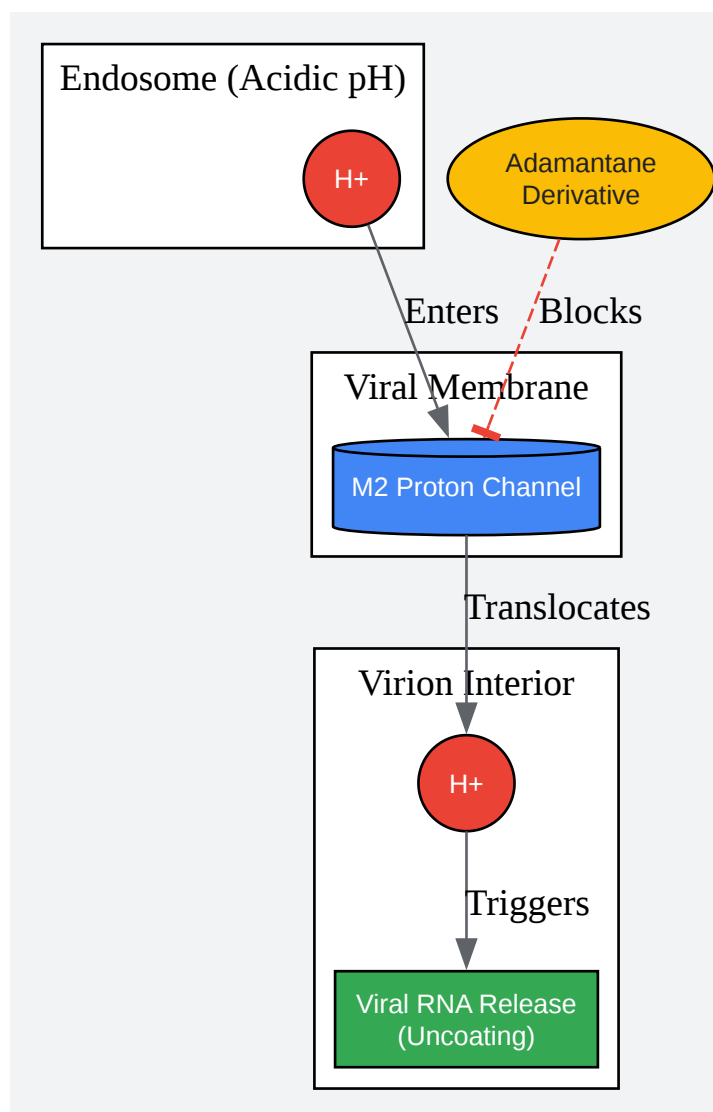 Endosome (Acidic pH)
H+
Adamantane
Derivative
Enters
Blocks
Viral Membrane
M2 Proton Channel
Translocates
Virion Interior
H+
Triggers
Viral RNA Release
(Uncoating)